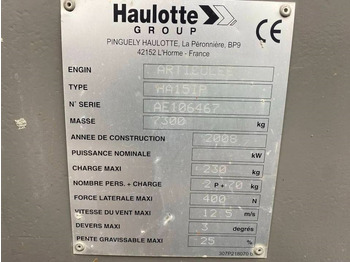 Haulotte
GROUP
CE
PINGUELY HAULOTTE, La Péronnière, BP9
42152 L'Horme - France
ENGIN ARTICULEE
TYPE HA15IP
N° SERIE AE106467
MASSE 7300 kg
ANNEE DE CONSTRUCTION 2008
PUISSANCE NOMINALE kW
CHARGE MAXI 230 kg
NOMBRE PERS. + CHARGE 2 P + 70 kg
FORCE LATERALE MAXI 400 N
VITESSE DU VENT MAXI 12.5 m/s
DEVERS MAXI 3 degrés
PENTE GRAVISSABLE MAXI 25 %